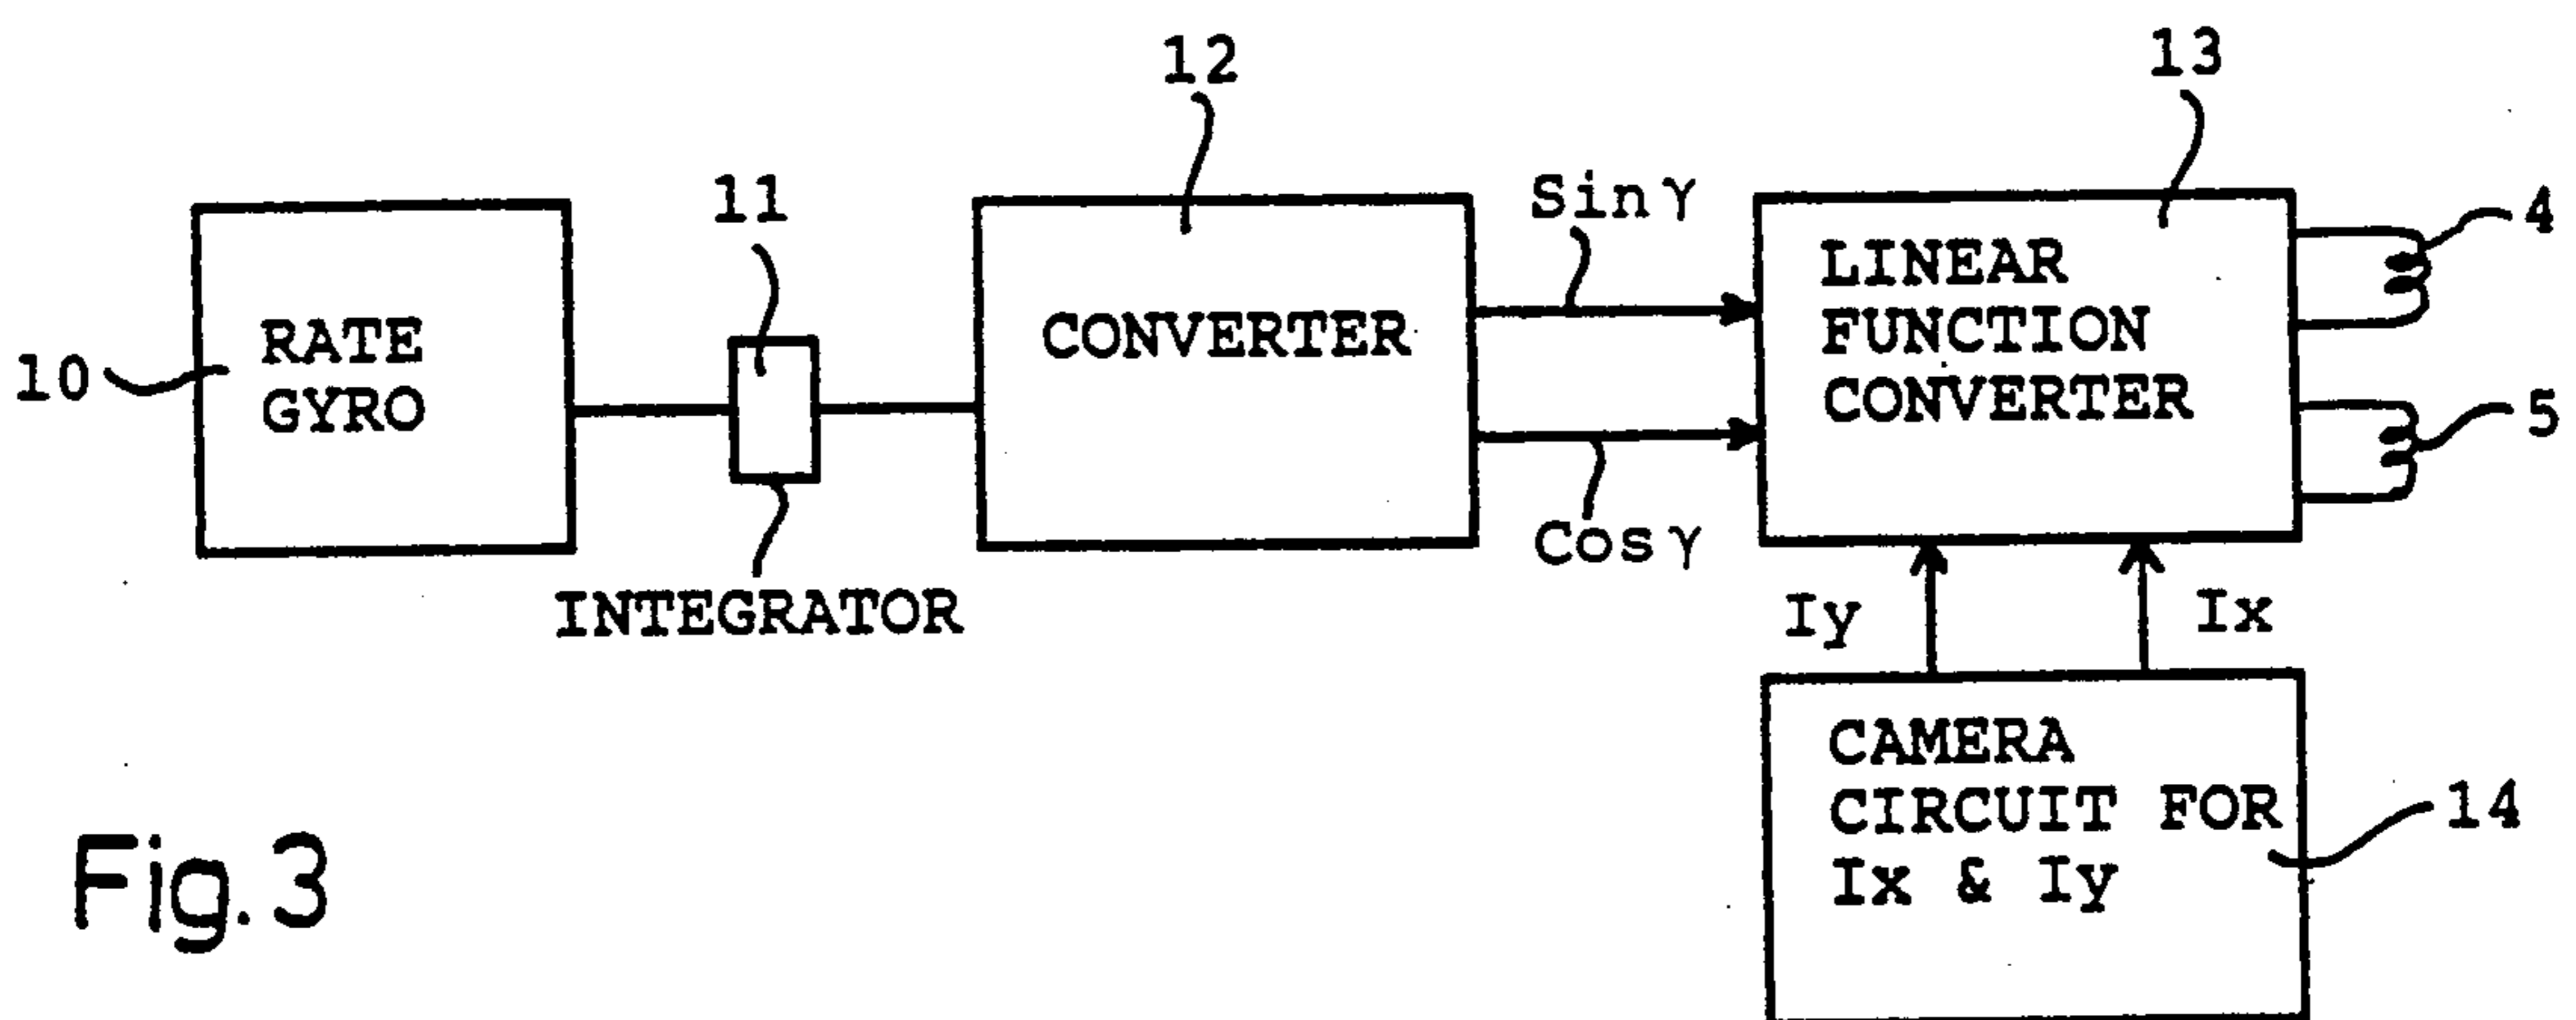 12
13
11
Sinγ
4
10
RATE
GYRO
CONVERTER
LINEAR
FUNCTION
CONVERTER
5
Cosγ
INTEGRATOR
Iy
Ix
CAMERA
CIRCUIT FOR
Ix & Iy
14
Fig.3